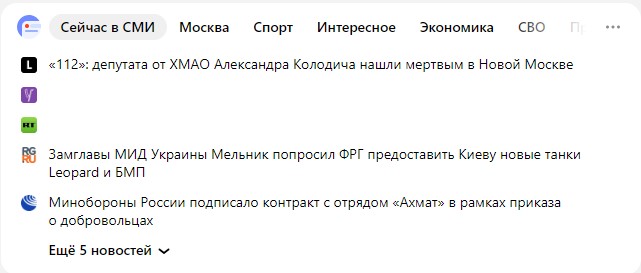 Сейчас в СМИ Москва Спорт Интересное Экономика СВО
L «112»: депутата от ХМАО Александра Колодича нашли мертвым в Новой Москве
RT
RG
RU Замглавы МИД Украины Мельник попросил ФРГ предоставить Киеву новые танки
Leopard и БМП
Минобороны России подписало контракт с отрядом «Ахмат» в рамках приказа
о добровольцах
Ещё 5 новостей